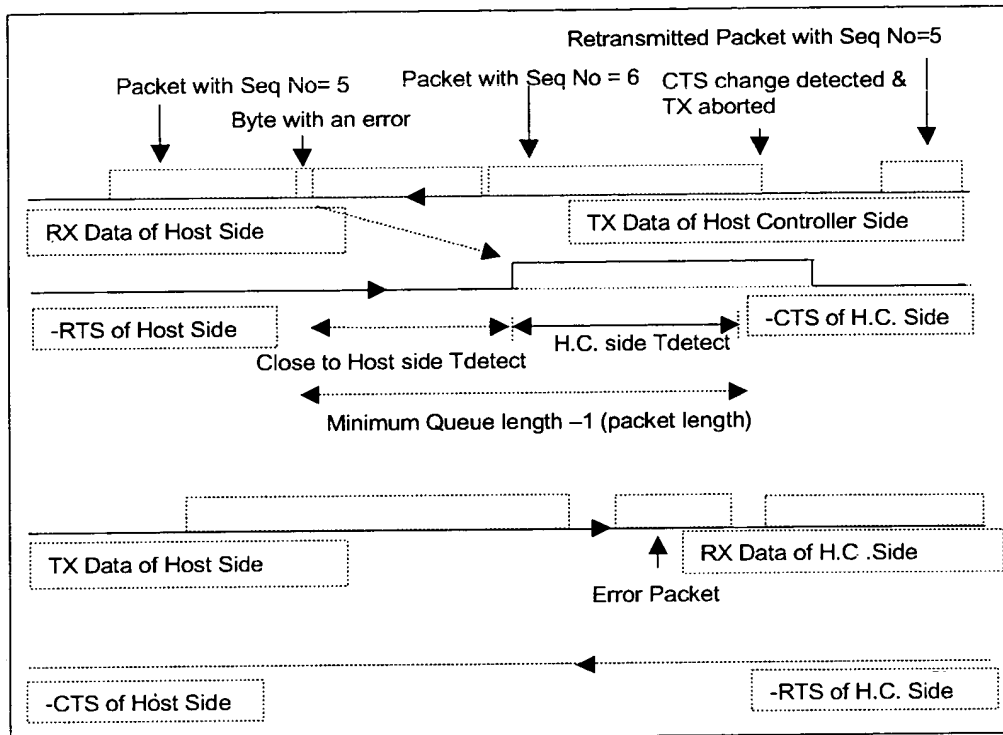 Retransmitted Packet with Seq No=5
Packet with Seq No= 5
Packet with Seq No = 6
CTS change detected &
TX aborted
Byte with an error
RX Data of Host Side
TX Data of Host Controller Side
-RTS of Host Side
-CTS of H.C. Side
Close to Host side Tdetect
H.C. side Tdetect
Minimum Queue length –1 (packet length)
TX Data of Host Side
RX Data of H.C .Side
Error Packet
-CTS of Host Side
-RTS of H.C. Side